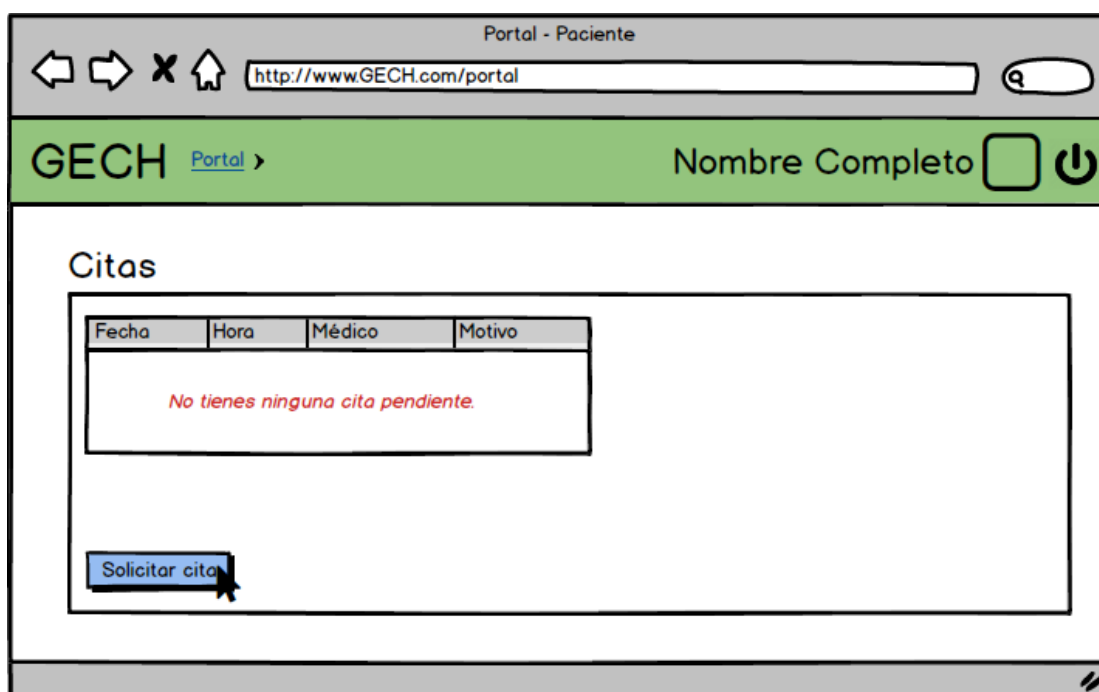 Portal - Paciente
http://www.GECH.com/portal
GECH Portal > Nombre Completo
Citas
Fecha Hora Médico Motivo
No tienes ninguna cita pendiente.
Solicitar cita